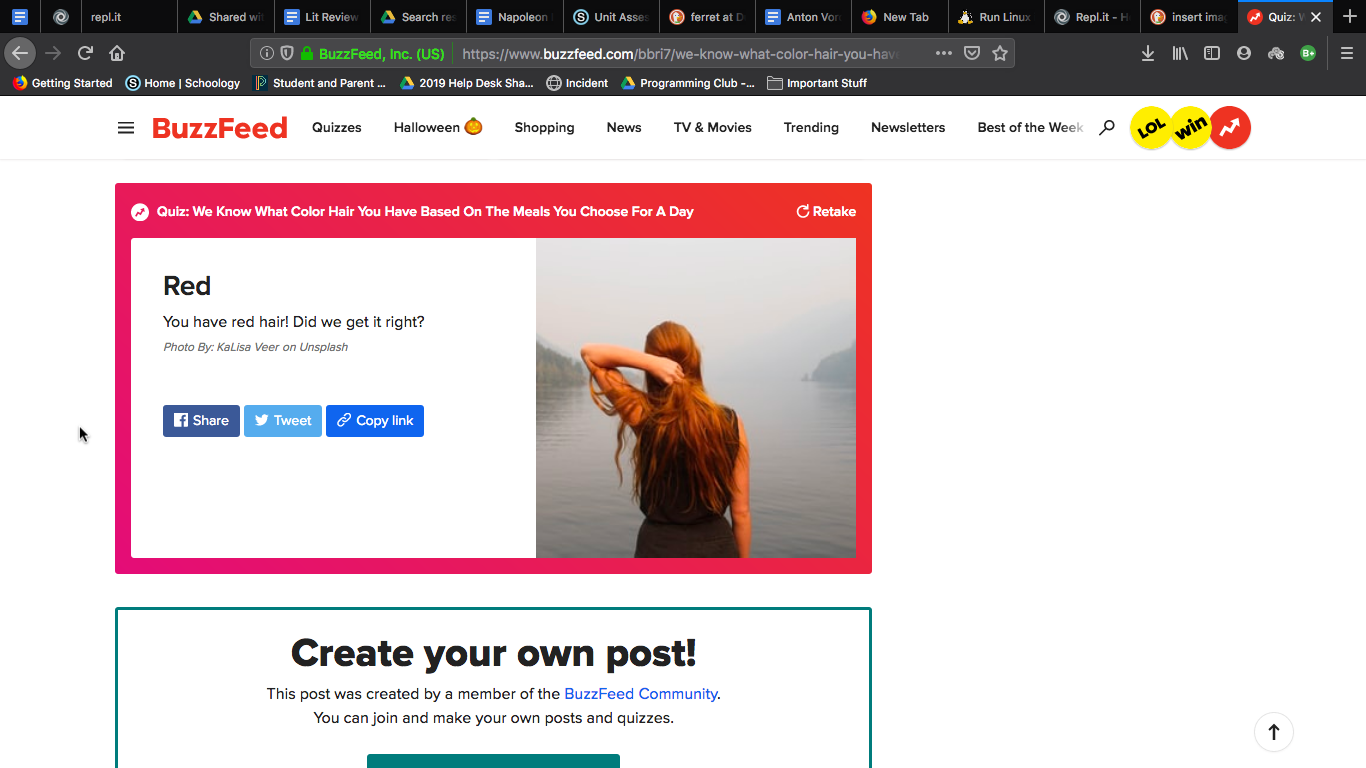 repl.it
Shared wit
Lit Review
Search res
Napoleon
Unit Asses
ferret at D
Anton Von
New Tab
Run Linux
Repl.it - H
insert imag
Quiz: W
BuzzFeed, Inc. (US)
https://www.buzzfeed.com/bbri7/we-know-what-color-hair-you-have
Getting Started
Home | Schoology
Student and Parent ...
2019 Help Desk Sha...
Incident
Programming Club -...
Important Stuff
BuzzFeed
Quizzes
Halloween 🎃
Shopping
News
TV & Movies
Trending
Newsletters
Best of the Week
LOL
win
Quiz: We Know What Color Hair You Have Based On The Meals You Choose For A Day
Retake
Red
You have red hair! Did we get it right?
Photo By: KaLisa Veer on Unsplash
Share
Tweet
Copy link
Create your own post!
This post was created by a member of the BuzzFeed Community.
You can join and make your own posts and quizzes.